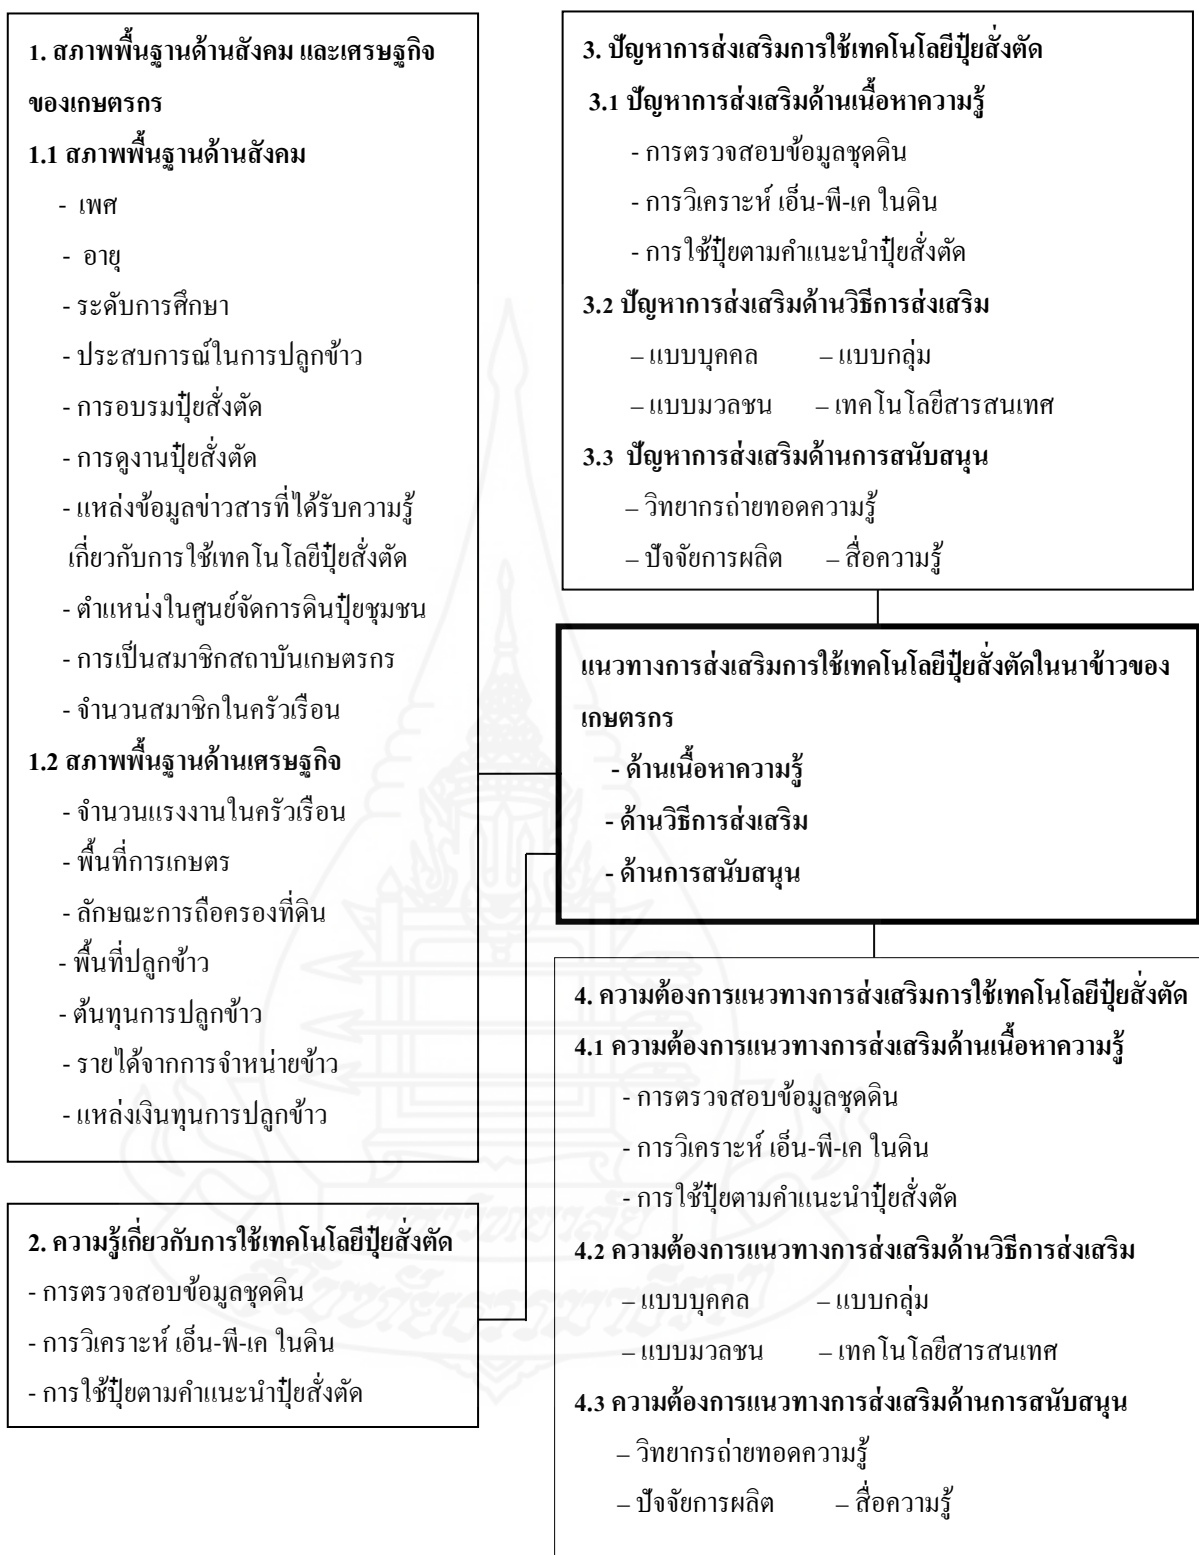 1. สภาพพื้นฐานด้านสังคม และเศรษฐกิจ
ของเกษตรกร
1.1 สภาพพื้นฐานด้านสังคม
- เพศ
- อายุ
- ระดับการศึกษา
- ประสบการณ์ในการปลูกข้าว
- การอบรมปุ๋ยสั่งตัด
- การดูงานปุ๋ยสั่งตัด
- แหล่งข้อมูลข่าวสารที่ได้รับความรู้
เกี่ยวกับการใช้เทคโนโลยีปุ๋ยสั่งตัด
- ตำแหน่งในศูนย์จัดการดินปุ๋ยชุมชน
- การเป็นสมาชิกสถาบันเกษตรกร
- จำนวนสมาชิกในครัวเรือน
1.2 สภาพพื้นฐานด้านเศรษฐกิจ
- จำนวนแรงงานในครัวเรือน
- พื้นที่การเกษตร
- ลักษณะการถือครองที่ดิน
- พื้นที่ปลูกข้าว
- ต้นทุนการปลูกข้าว
- รายได้จากการจำหน่ายข้าว
- แหล่งเงินทุนการปลูกข้าว
2. ความรู้เกี่ยวกับการใช้เทคโนโลยีปุ๋ยสั่งตัด
- การตรวจสอบข้อมูลชุดดิน
- การวิเคราะห์ เอ็น-พี-เค ในดิน
- การใช้ปุ๋ยตามคำแนะนำปุ๋ยสั่งตัด
3. ปัญหาการส่งเสริมการใช้เทคโนโลยีปุ๋ยสั่งตัด
3.1 ปัญหาการส่งเสริมด้านเนื้อหาความรู้
- การตรวจสอบข้อมูลชุดดิน
- การวิเคราะห์ เอ็น-พี-เค ในดิน
- การใช้ปุ๋ยตามคำแนะนำปุ๋ยสั่งตัด
3.2 ปัญหาการส่งเสริมด้านวิธีการส่งเสริม
– แบบบุคคล – แบบกลุ่ม
– แบบมวลชน – เทคโนโลยีสารสนเทศ
3.3 ปัญหาการส่งเสริมด้านการสนับสนุน
– วิทยากรถ่ายทอดความรู้
– ปัจจัยการผลิต – สื่อความรู้
แนวทางการส่งเสริมการใช้เทคโนโลยีปุ๋ยสั่งตัดในนาข้าวของ
เกษตรกร
- ด้านเนื้อหาความรู้
- ด้านวิธีการส่งเสริม
- ด้านการสนับสนุน
4. ความต้องการแนวทางการส่งเสริมการใช้เทคโนโลยีปุ๋ยสั่งตัด
4.1 ความต้องการแนวทางการส่งเสริมด้านเนื้อหาความรู้
- การตรวจสอบข้อมูลชุดดิน
- การวิเคราะห์ เอ็น-พี-เค ในดิน
- การใช้ปุ๋ยตามคำแนะนำปุ๋ยสั่งตัด
4.2 ความต้องการแนวทางการส่งเสริมด้านวิธีการส่งเสริม
– แบบบุคคล – แบบกลุ่ม
– แบบมวลชน – เทคโนโลยีสารสนเทศ
4.3 ความต้องการแนวทางการส่งเสริมด้านการสนับสนุน
– วิทยากรถ่ายทอดความรู้
– ปัจจัยการผลิต – สื่อความรู้
มหาวิทยาลัย
สุโขทัยธรรมาธิราช